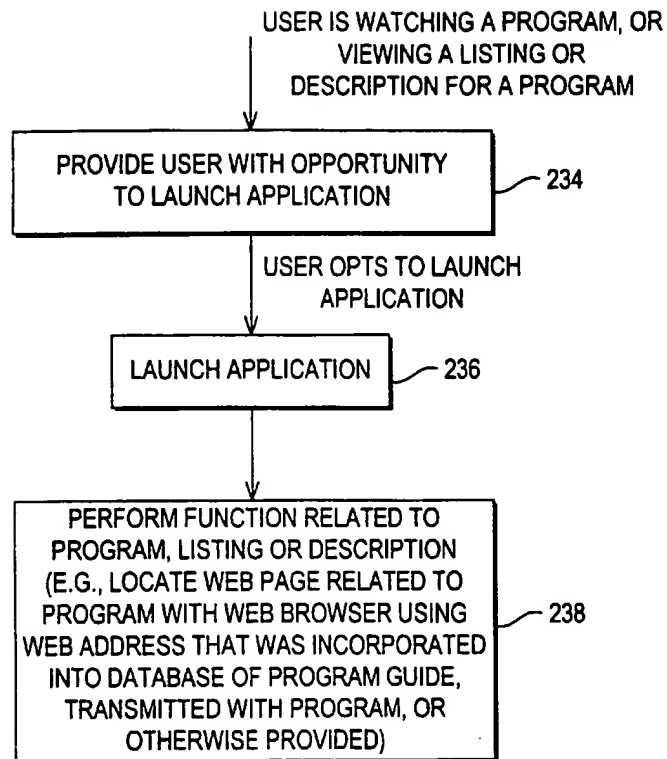 USER IS WATCHING A PROGRAM, OR
VIEWING A LISTING OR
DESCRIPTION FOR A PROGRAM
PROVIDE USER WITH OPPORTUNITY
TO LAUNCH APPLICATION
234
USER OPTS TO LAUNCH
APPLICATION
LAUNCH APPLICATION
236
PERFORM FUNCTION RELATED TO
PROGRAM, LISTING OR DESCRIPTION
(E.G., LOCATE WEB PAGE RELATED TO
PROGRAM WITH WEB BROWSER USING
WEB ADDRESS THAT WAS INCORPORATED
INTO DATABASE OF PROGRAM GUIDE,
TRANSMITTED WITH PROGRAM, OR
OTHERWISE PROVIDED)
238